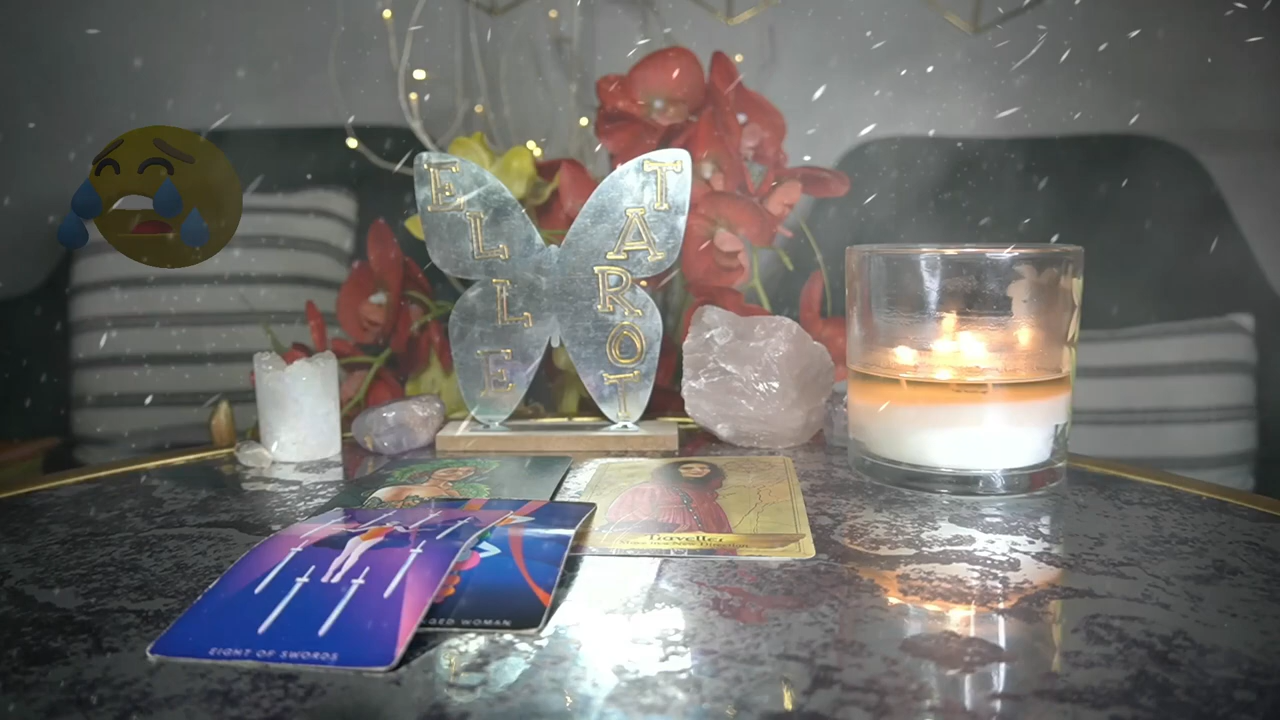 ELLE
TAROT
Traveller
EIGHT OF SWORDS
GED WOMAN